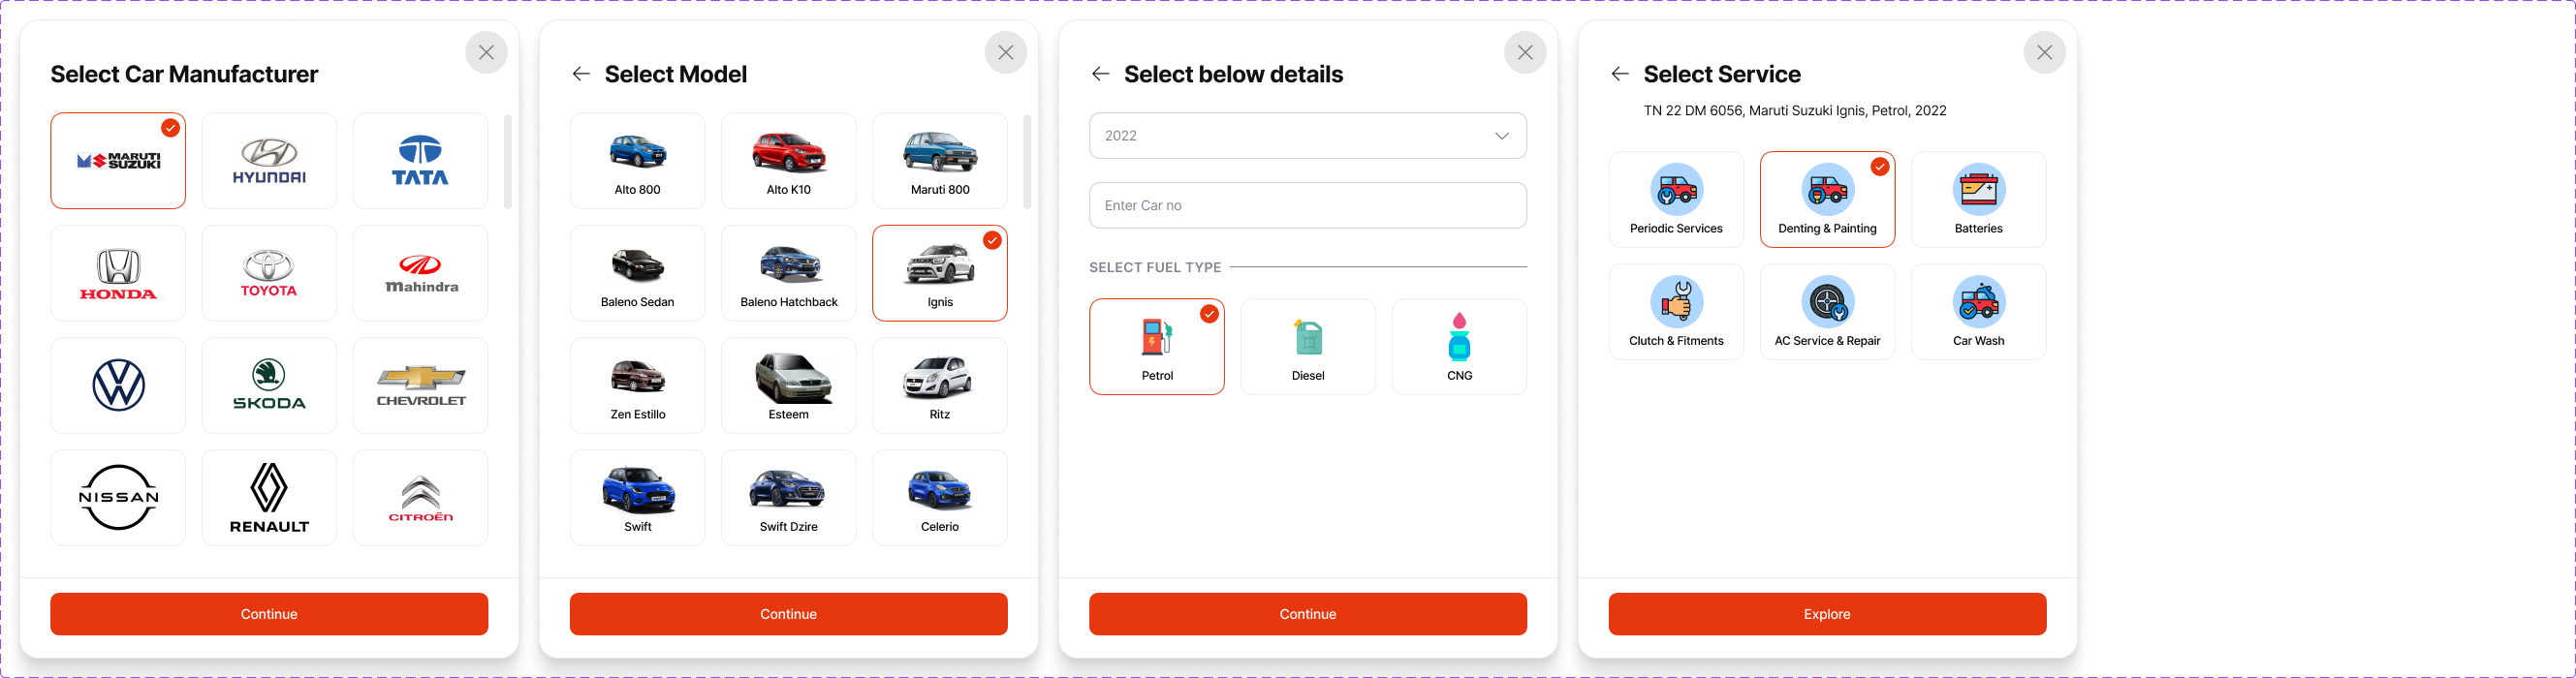 Select Car Manufacturer
MARUTI
SUZUKI
HYUNDAI
TATA
HONDA
TOYOTA
mahindra
SKODA
CHEVROLET
NISSAN
RENAULT
CITROËN
Continue
Select Model
Alto 800
Alto K10
Maruti 800
Baleno Sedan
Baleno Hatchback
Ignis
Zen Estillo
Esteem
Ritz
Swift
Swift Dzire
Celerio
Continue
Select below details
2022
Enter Car no
SELECT FUEL TYPE
Petrol
Diesel
CNG
Continue
Select Service
TN 22 DM 6056, Maruti Suzuki Ignis, Petrol, 2022
Periodic Services
Denting & Painting
Batteries
Clutch & Fitments
AC Service & Repair
Car Wash
Explore